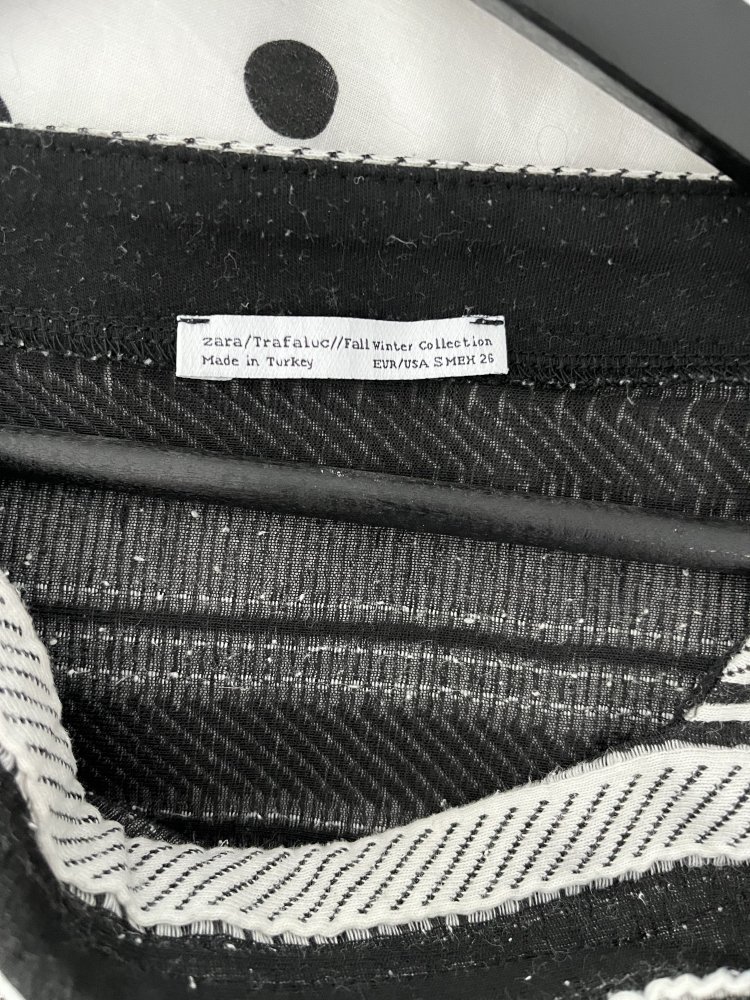 zara/Trafaluc//Fall Winter Collection
Made in Turkey EUR/USA S MEX 26